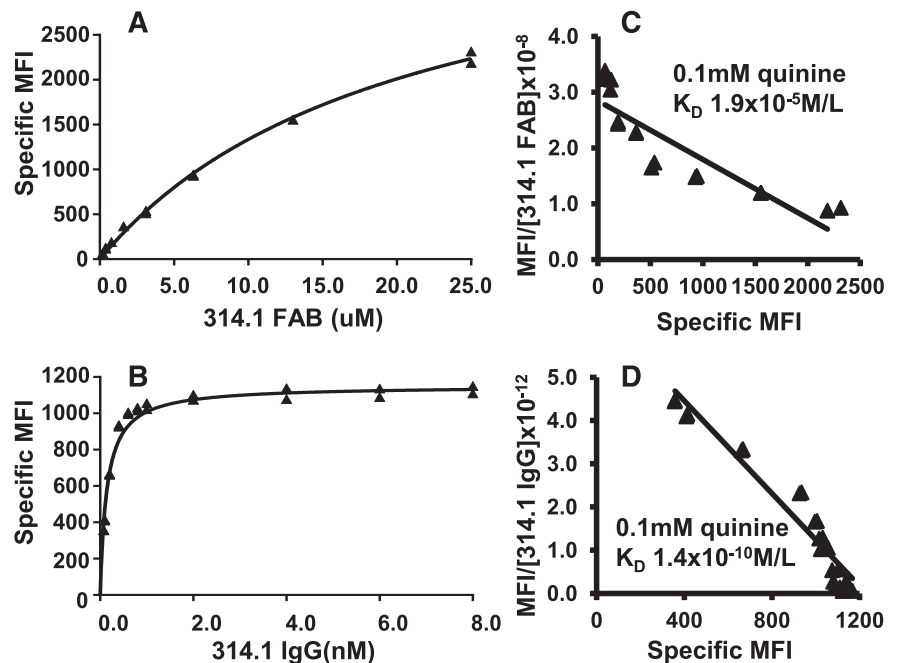 A
Specific MFI
2500
2000
1500
1000
500
0
0.0 5.0 10.0 15.0 20.0 25.0
314.1 FAB (uM)
C
MFI/[314.1 FAB]x10-8
4.0
3.0
2.0
1.0
0.0
0.1mM quinine
KD 1.9x10-5M/L
0 500 1000 1500 2000 2500
Specific MFI
B
Specific MFI
1200
1000
800
600
400
200
0
0.0 2.0 4.0 6.0 8.0
314.1 IgG(nM)
D
MFI/[314.1 IgG]x10-12
5.0
4.0
3.0
2.0
1.0
0.0
0.1mM quinine
KD 1.4x10-10M/L
0 400 800 1200
Specific MFI